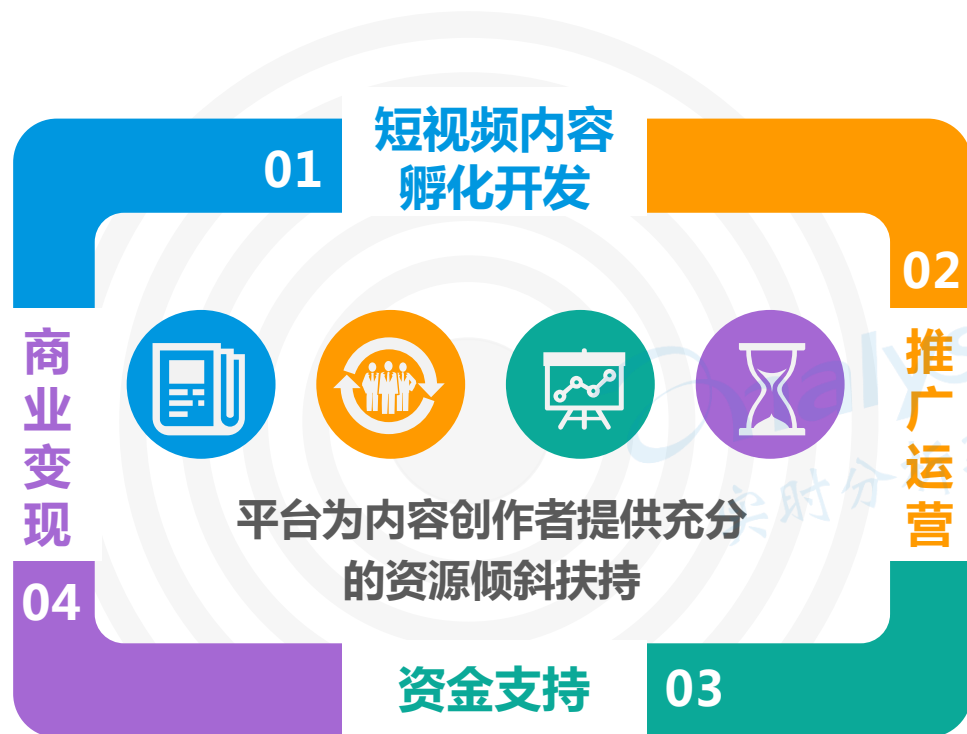 01
短视频内容
孵化开发
02
推广运营
平台为内容创作者提供充分
的资源倾斜扶持
03
资金支持
04
商业变现